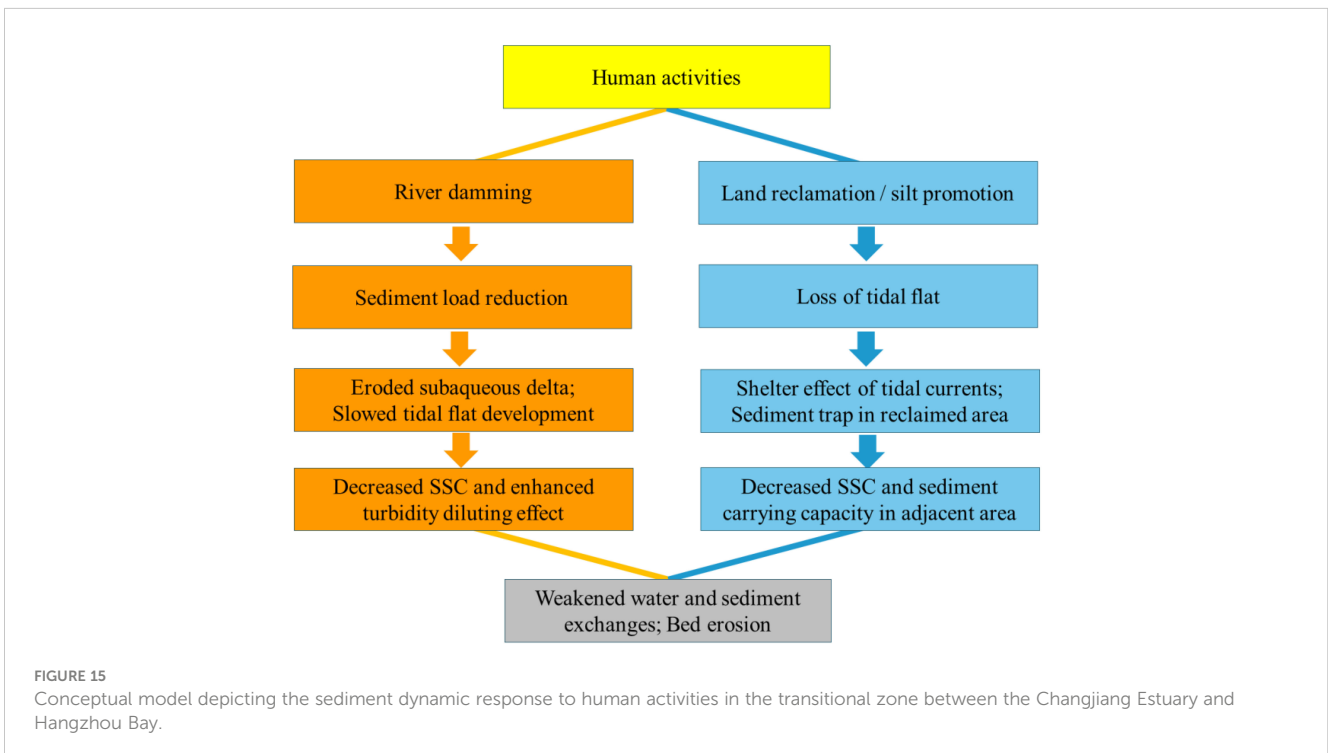 Human activities
River damming
Land reclamation / silt promotion
Sediment load reduction
Loss of tidal flat
Eroded subaqueous delta;
Slowed tidal flat development
Shelter effect of tidal currents;
Sediment trap in reclaimed area
Decreased SSC and enhanced
turbidity diluting effect
Decreased SSC and sediment
carrying capacity in adjacent area
Weakened water and sediment
exchanges; Bed erosion
FIGURE 15
Conceptual model depicting the sediment dynamic response to human activities in the transitional zone between the Changjiang Estuary and
Hangzhou Bay.